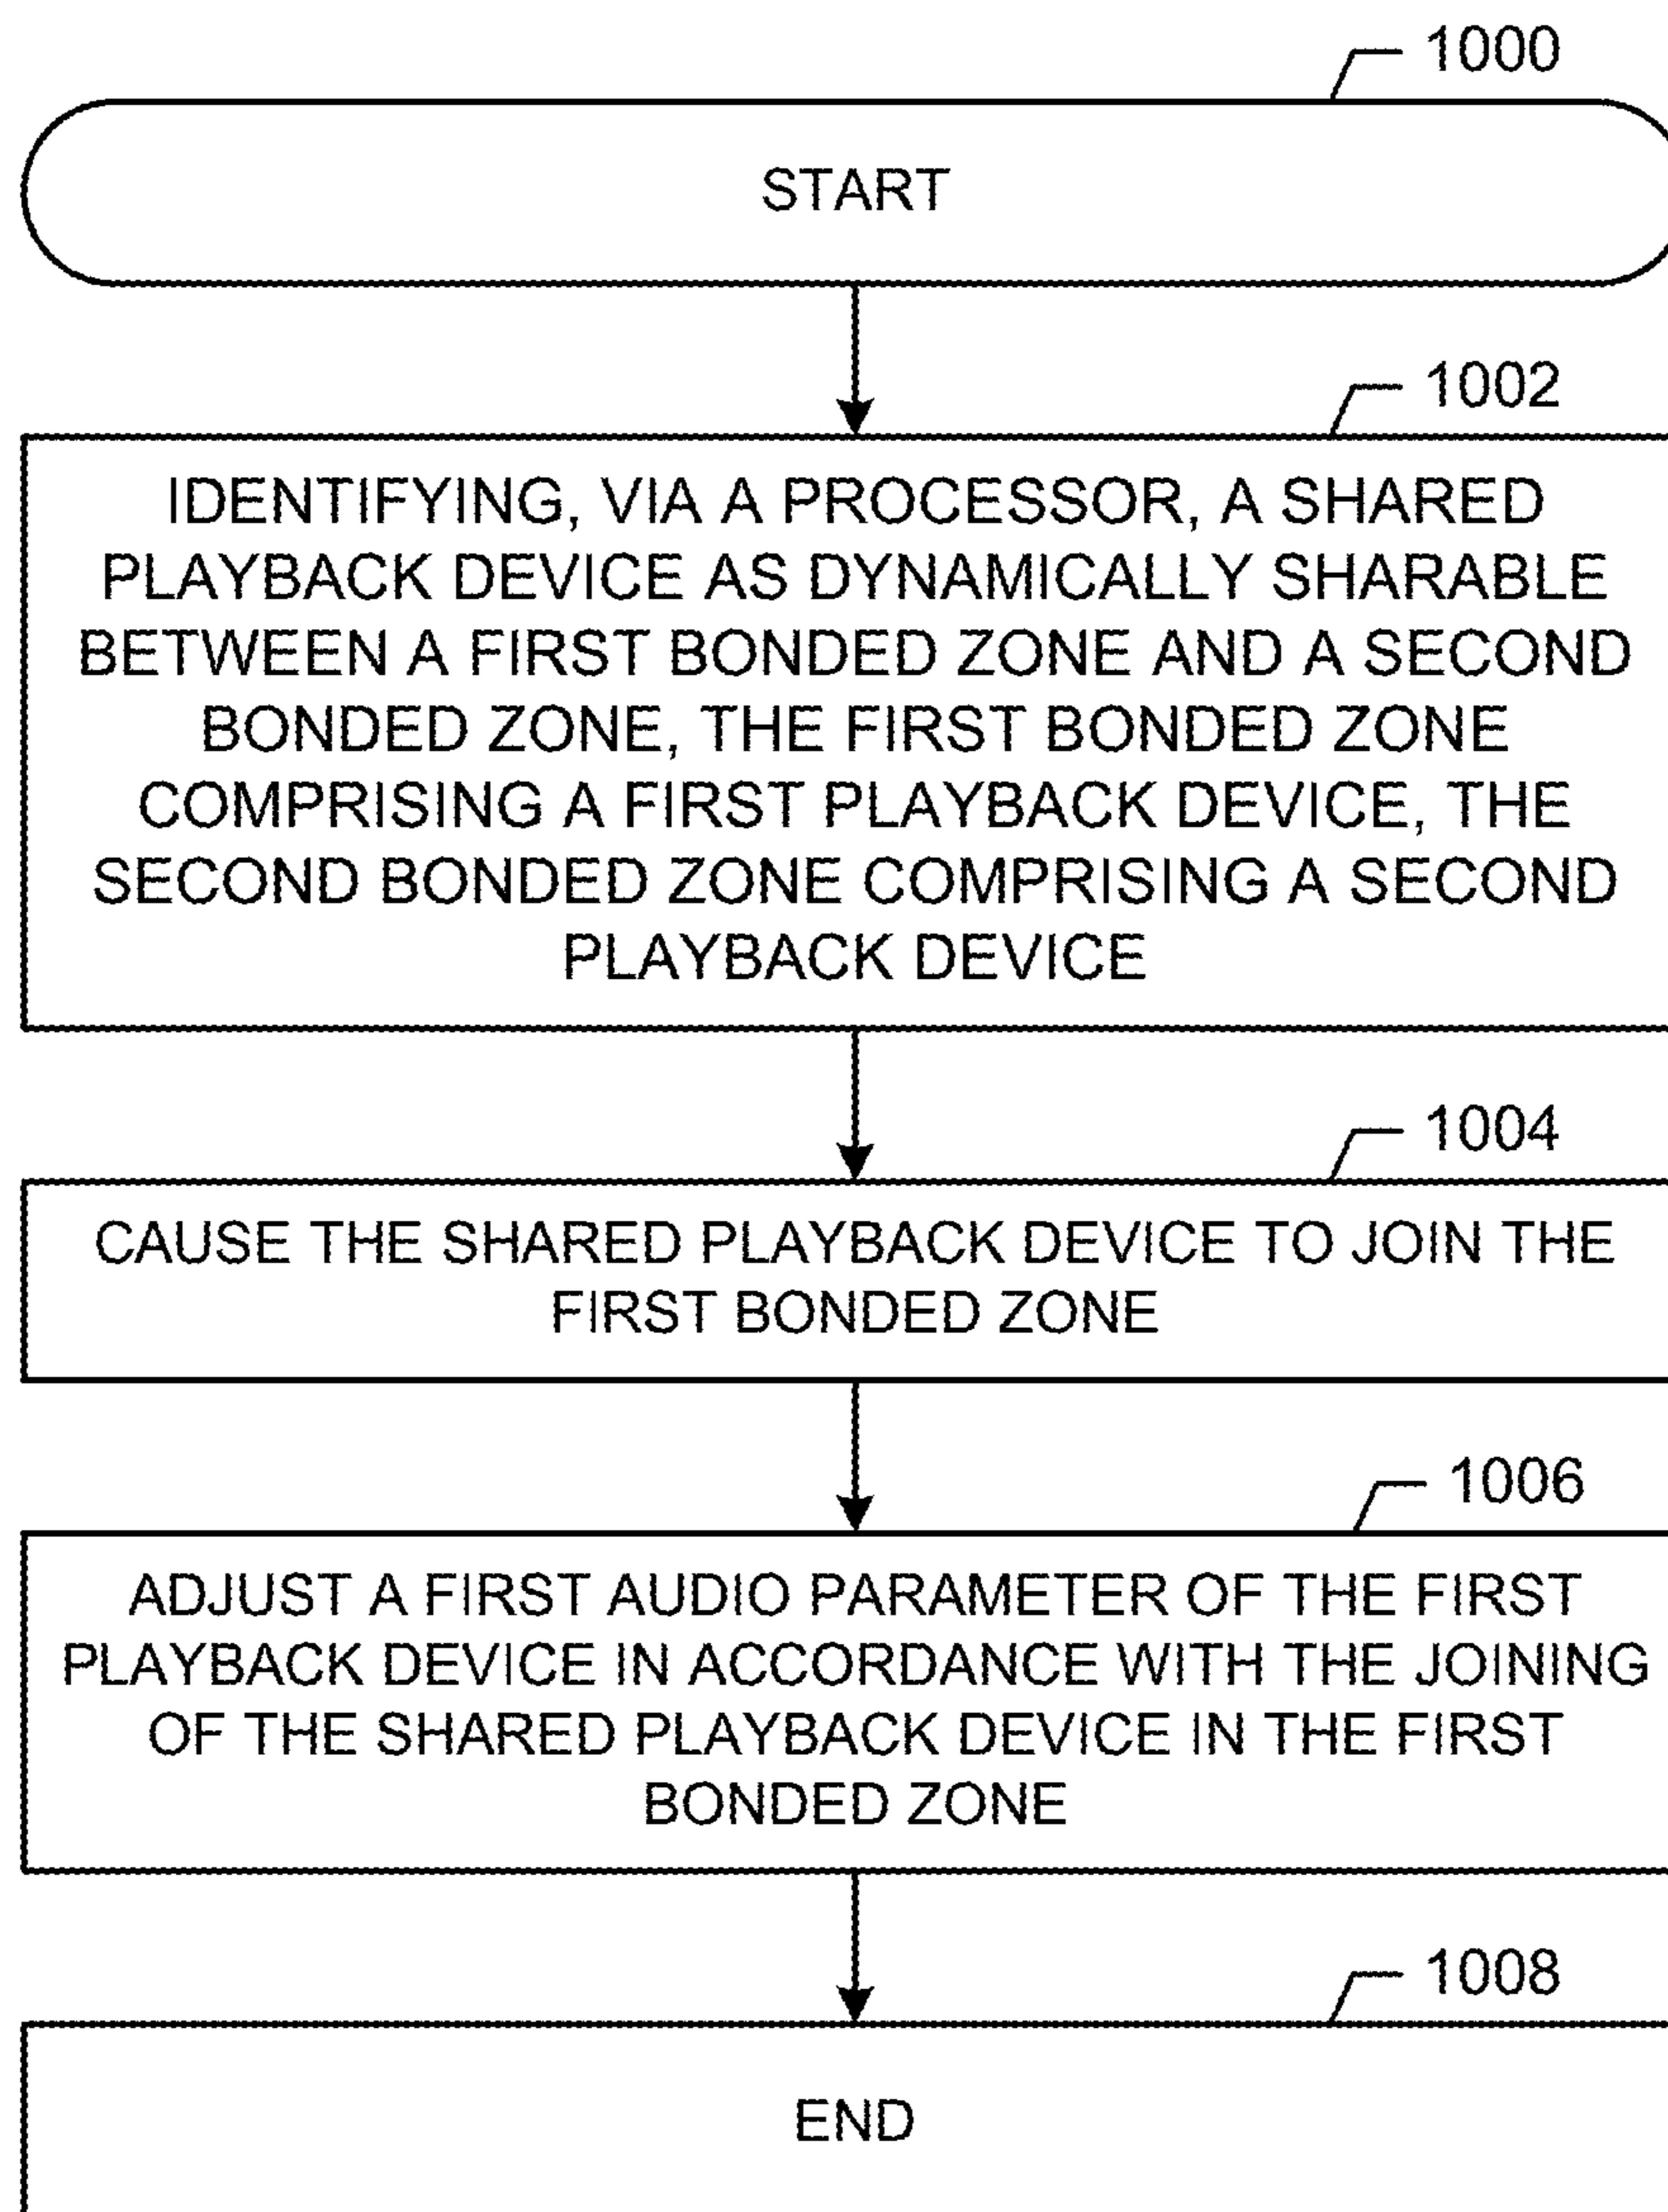 1000
START
1002
IDENTIFYING, VIA A PROCESSOR, A SHARED
PLAYBACK DEVICE AS DYNAMICALLY SHARABLE
BETWEEN A FIRST BONDED ZONE AND A SECOND
BONDED ZONE, THE FIRST BONDED ZONE
COMPRISING A FIRST PLAYBACK DEVICE, THE
SECOND BONDED ZONE COMPRISING A SECOND
PLAYBACK DEVICE
1004
CAUSE THE SHARED PLAYBACK DEVICE TO JOIN THE
FIRST BONDED ZONE
1006
ADJUST A FIRST AUDIO PARAMETER OF THE FIRST
PLAYBACK DEVICE IN ACCORDANCE WITH THE JOINING
OF THE SHARED PLAYBACK DEVICE IN THE FIRST
BONDED ZONE
1008
END